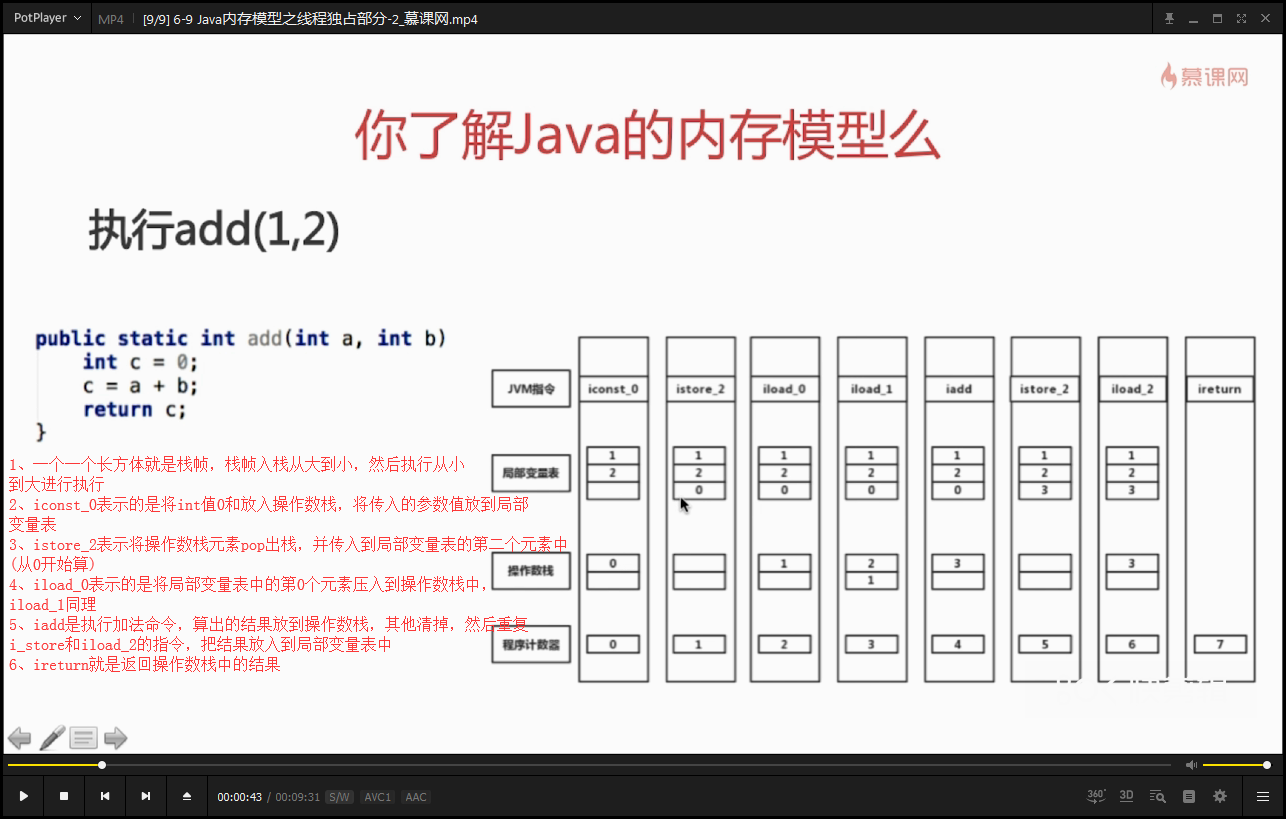 PotPlayer
MP4
[9/9] 6-9 Java内存模型之线程独占部分-2_慕课网.mp4
慕课网
你了解Java的内存模型么
执行add(1,2)
public static int add(int a, int b)
int c = 0;
c = a + b;
return c;
}
1、一个一个长方体就是栈帧，栈帧入栈从大到小，然后执行从小
到大进行执行
2、iconst_0表示的是将int值0和放入操作数栈，将传入的参数值放到局部
变量表
3、istore_2表示将操作数栈元素pop出栈，并传入到局部变量表的第二个元素中
(从0开始算)
4、iload_0表示的是将局部变量表中的第0个元素压入到操作数栈中，
iload_1同理
5、iadd是执行加法命令，算出的结果放到操作数栈，其他清掉，然后重复
i_store和iload_2的指令，把结果放入到局部变量表中
6、ireturn就是返回操作数栈中的结果
JVM指令 iconst_0 istore_2 iload_0 iload_1 iadd istore_2 iload_2 ireturn
1 1 1 1 1 1 1
局部变量表 2 2 2 2 2 2 2
0 0 0 0 3 3
操作数栈 0 1 2 3 3
1
程序计数器 0 1 2 3 4 5 6 7
00:00:43 / 00:09:31 S/W AVC1 AAC
360° 3D